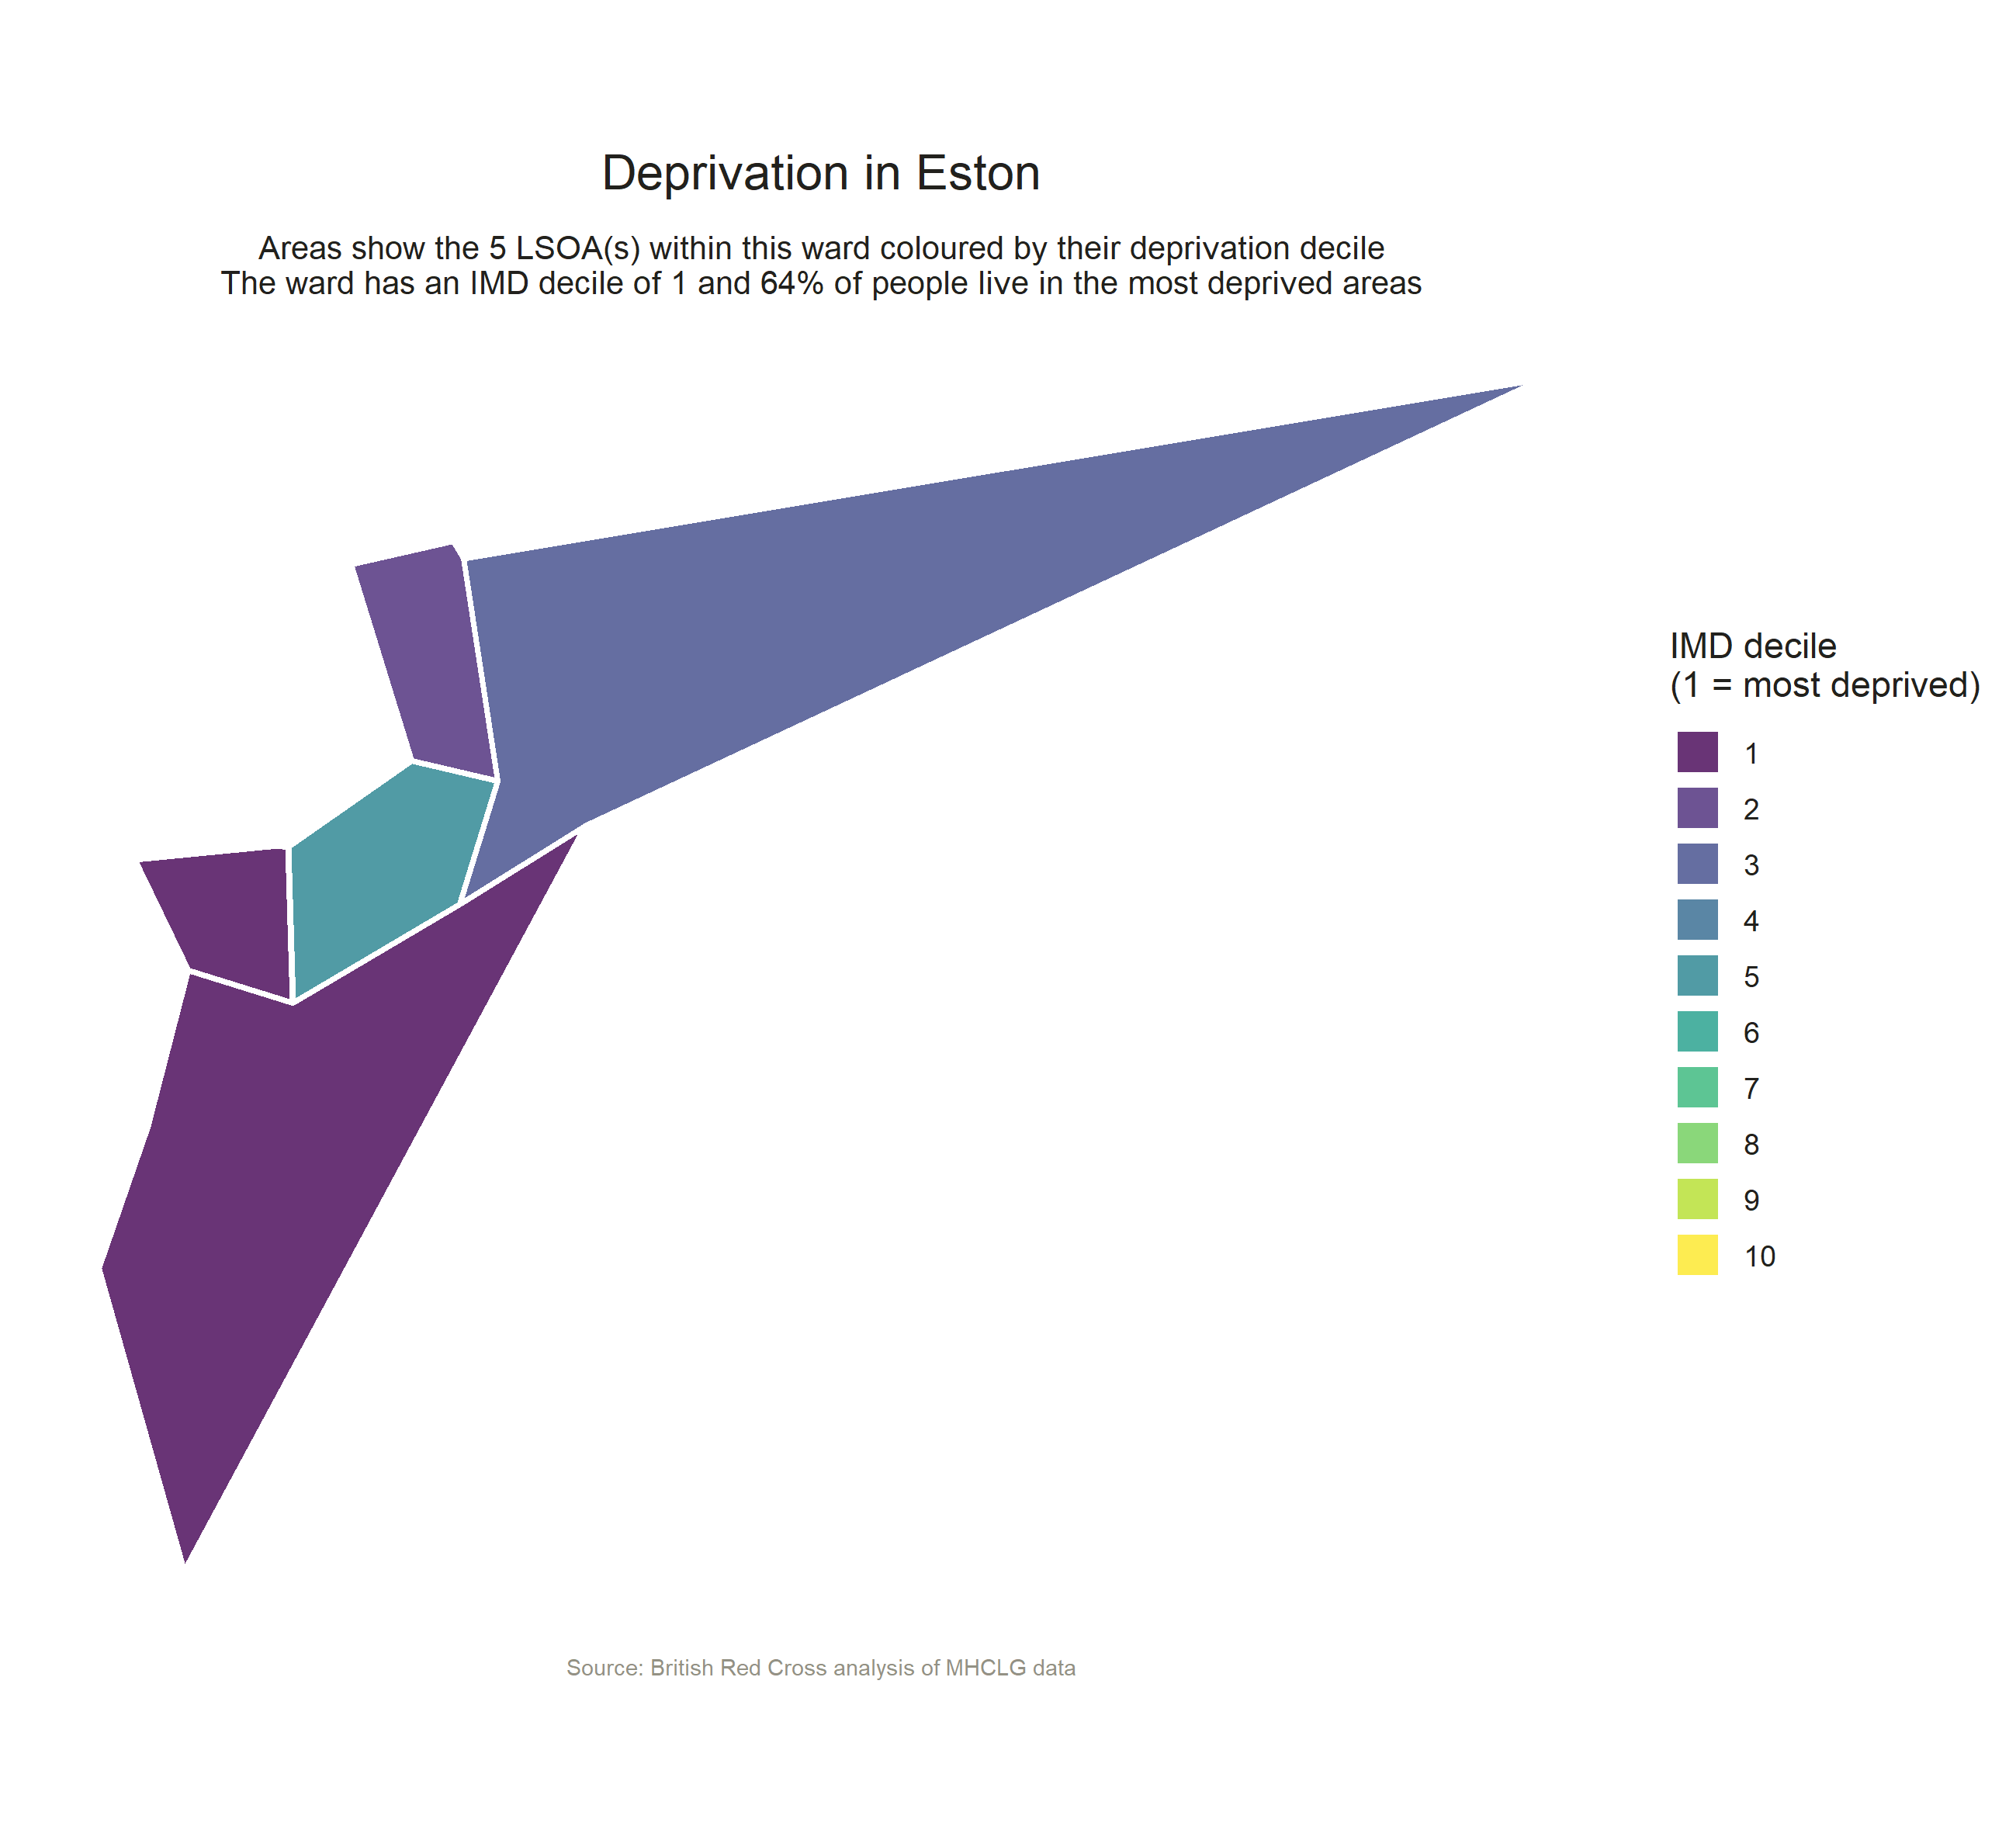 Deprivation in Eston
Areas show the 5 LSOA(s) within this ward coloured by their deprivation decile
The ward has an IMD decile of 1 and 64% of people live in the most deprived areas
IMD decile
(1 = most deprived)
1
2
3
4
5
6
7
8
9
10
Source: British Red Cross analysis of MHCLG data